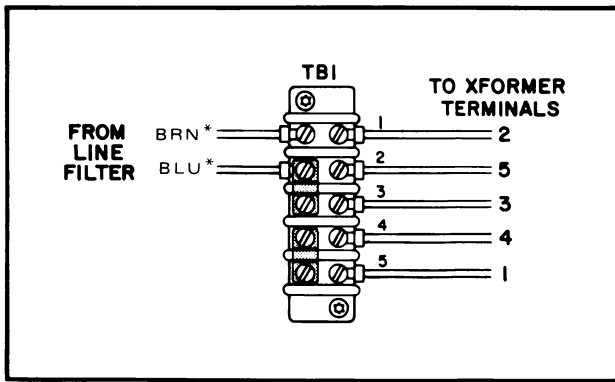 TB1
TO XFORMER
TERMINALS
FROM
LINE
FILTER
BRN*
BLU*
1 2
2 5
3 3
4 4
5 1